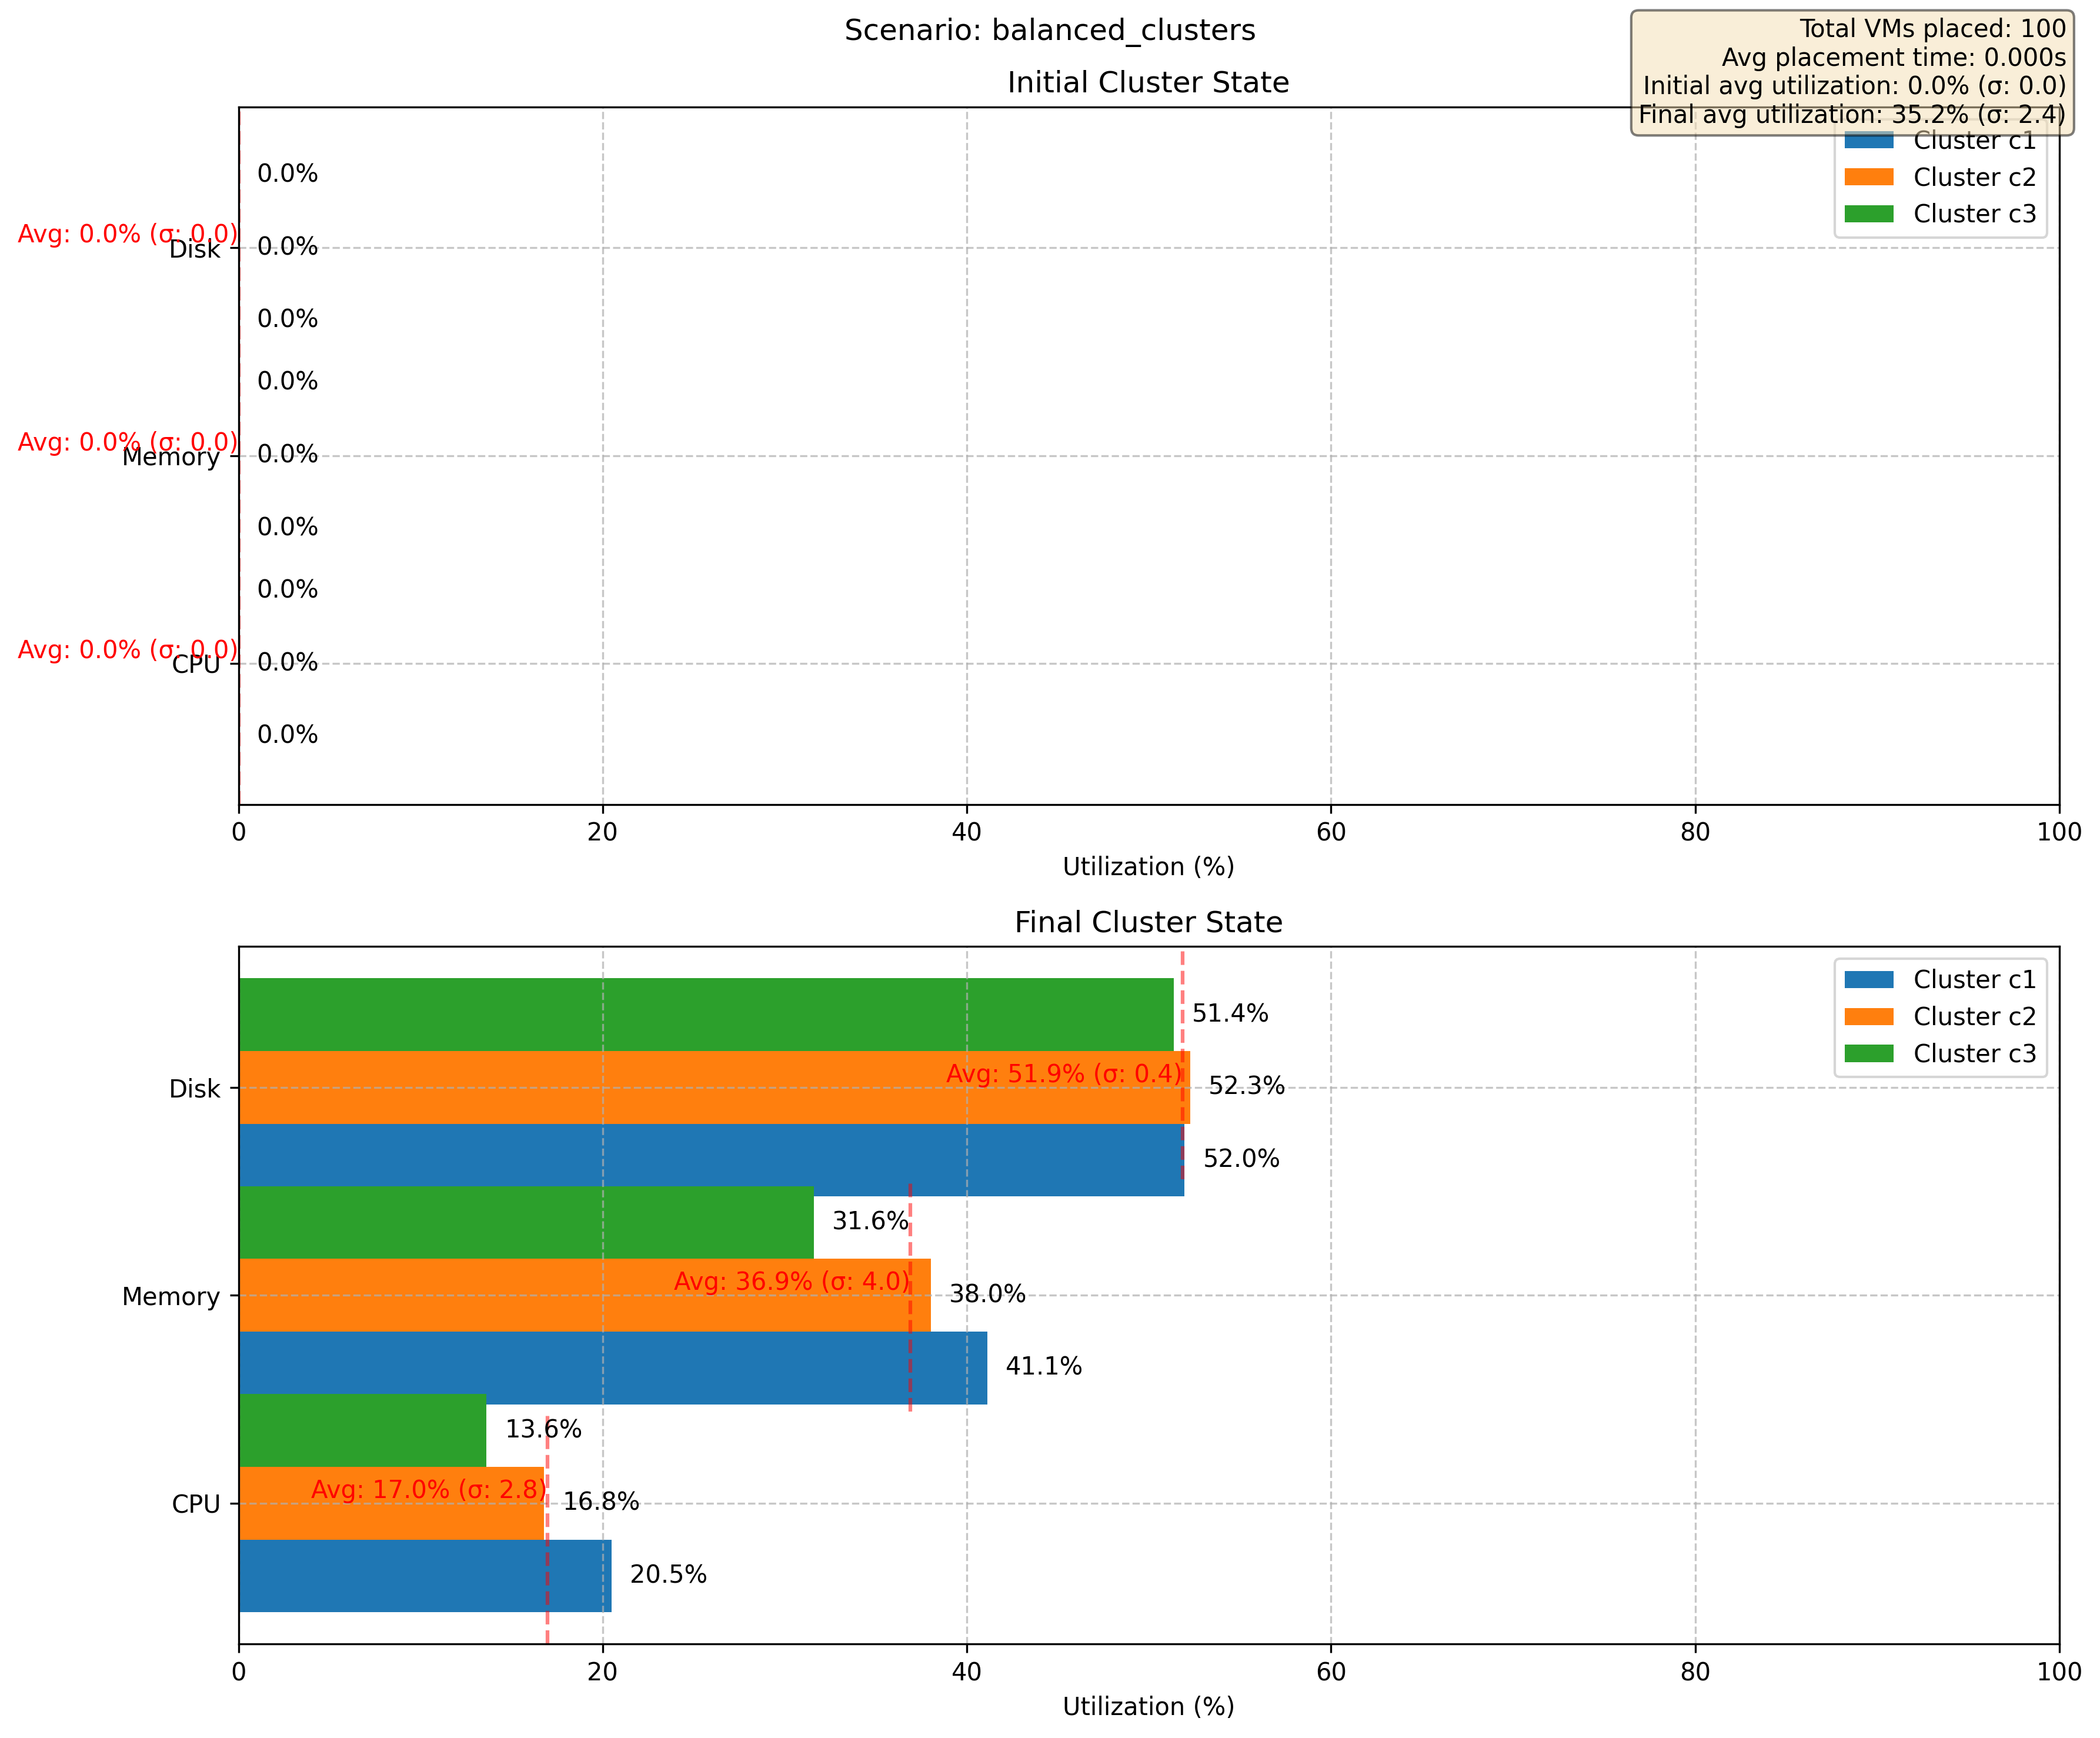 Scenario: balanced_clusters
Total VMs placed: 100
Avg placement time: 0.000s
Initial avg utilization: 0.0% (σ: 0.0)
Final avg utilization: 35.2% (σ: 2.4)
Initial Cluster State
Cluster c1
Cluster c2
Cluster c3
0.0%
Avg: 0.0% (σ: 0.0)
Disk
0.0%
0.0%
0.0%
Avg: 0.0% (σ: 0.0)
Memory
0.0%
0.0%
0.0%
Avg: 0.0% (σ: 0.0)
CPU
0.0%
0.0%
0 20 40 60 80 100
Utilization (%)
Final Cluster State
Cluster c1
Cluster c2
Cluster c3
51.4%
Avg: 51.9% (σ: 0.4)
Disk
52.3%
52.0%
31.6%
Avg: 36.9% (σ: 4.0)
Memory
38.0%
41.1%
13.6%
Avg: 17.0% (σ: 2.8)
CPU
16.8%
20.5%
0 20 40 60 80 100
Utilization (%)